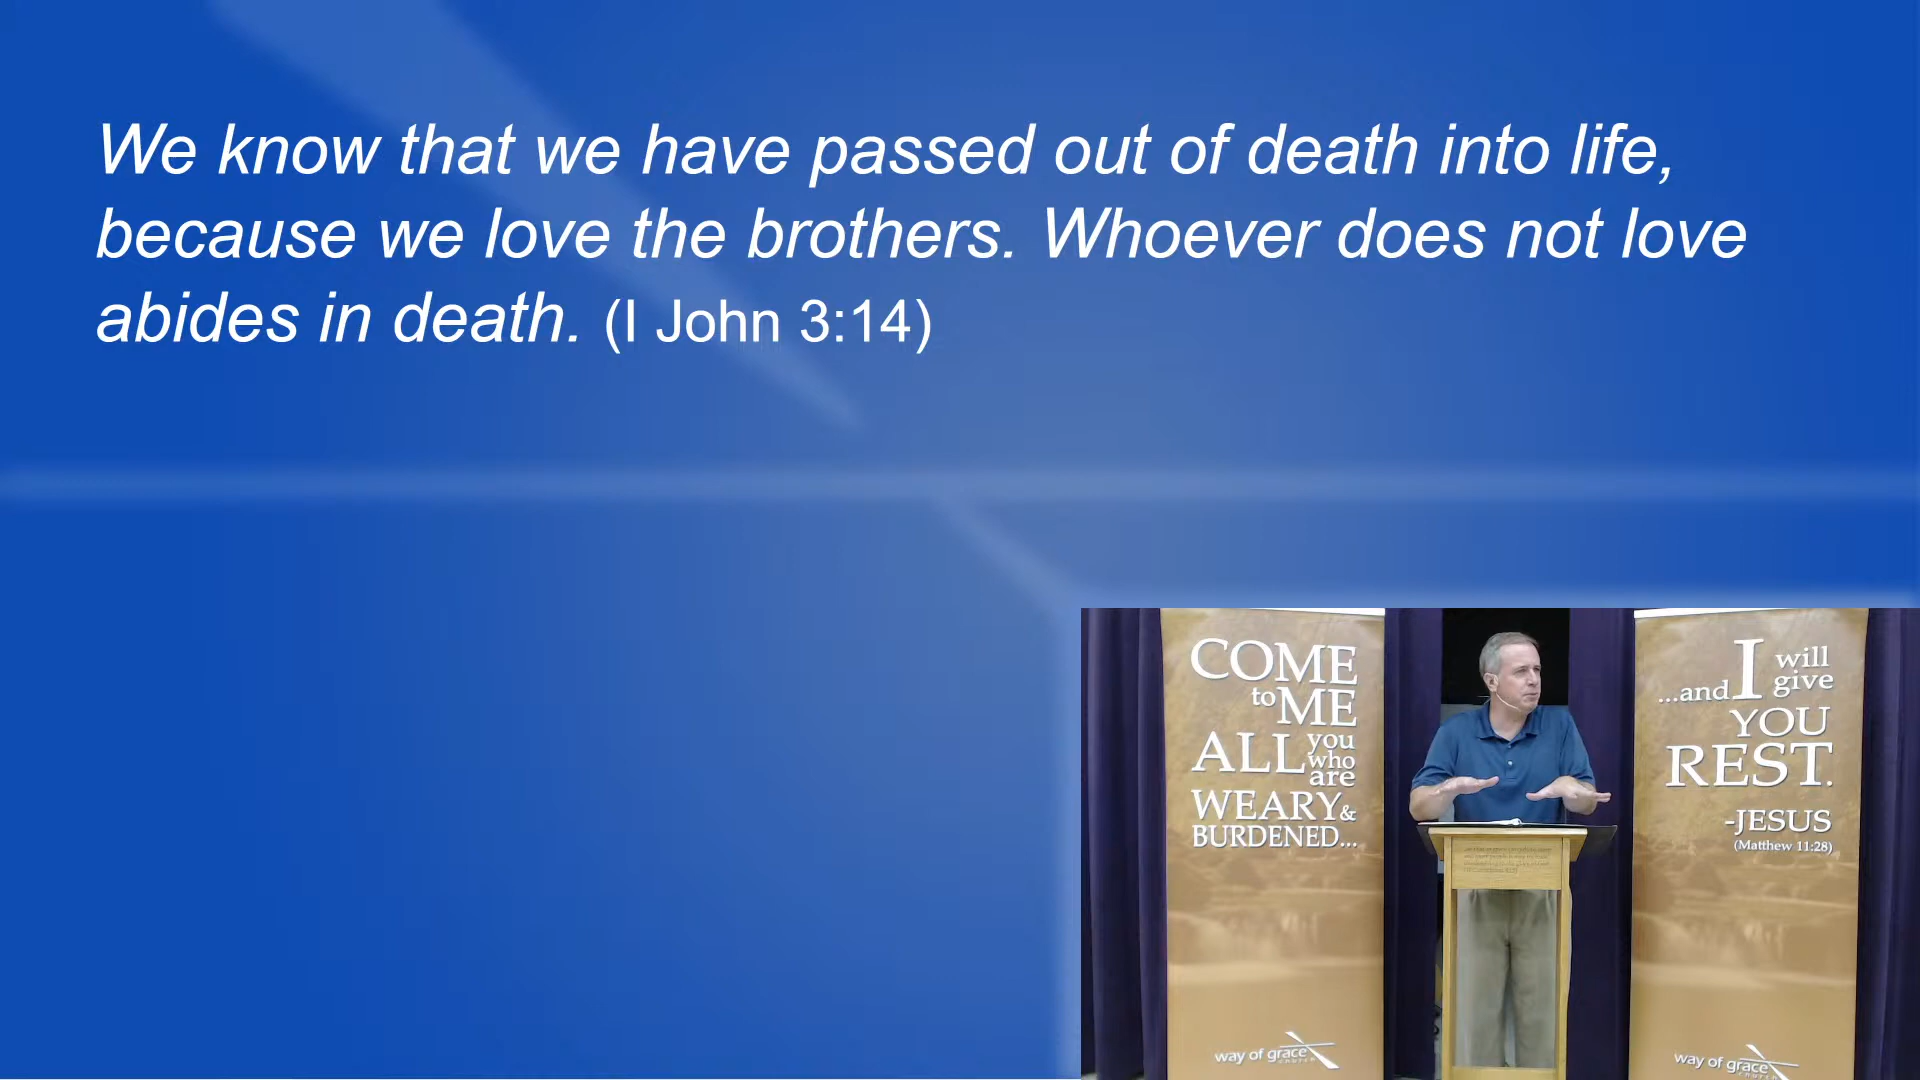 We know that we have passed out of death into life,
because we love the brothers. Whoever does not love
abides in death. (I John 3:14)
COME
to ME
ALL you who are
WEARY &
BURDENED...
way of grace
church
...and I will give
YOU
REST.
-JESUS
(Matthew 11:28)
way of grace
church